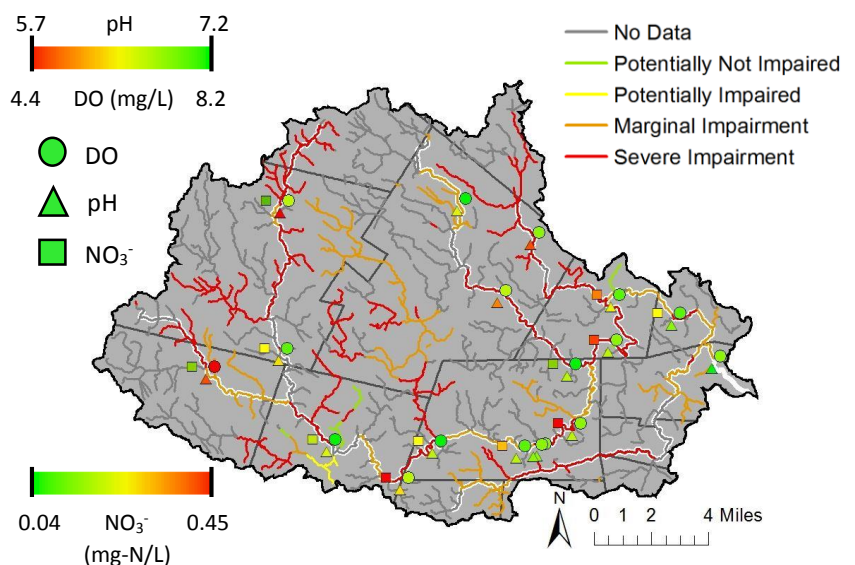 5.7 pH 7.2
4.4 DO (mg/L) 8.2
DO
pH
NO₃⁻
No Data
Potentially Not Impaired
Potentially Impaired
Marginal Impairment
Severe Impairment
0.04 NO₃⁻ 0.45
(mg-N/L)
N
0 1 2 4 Miles